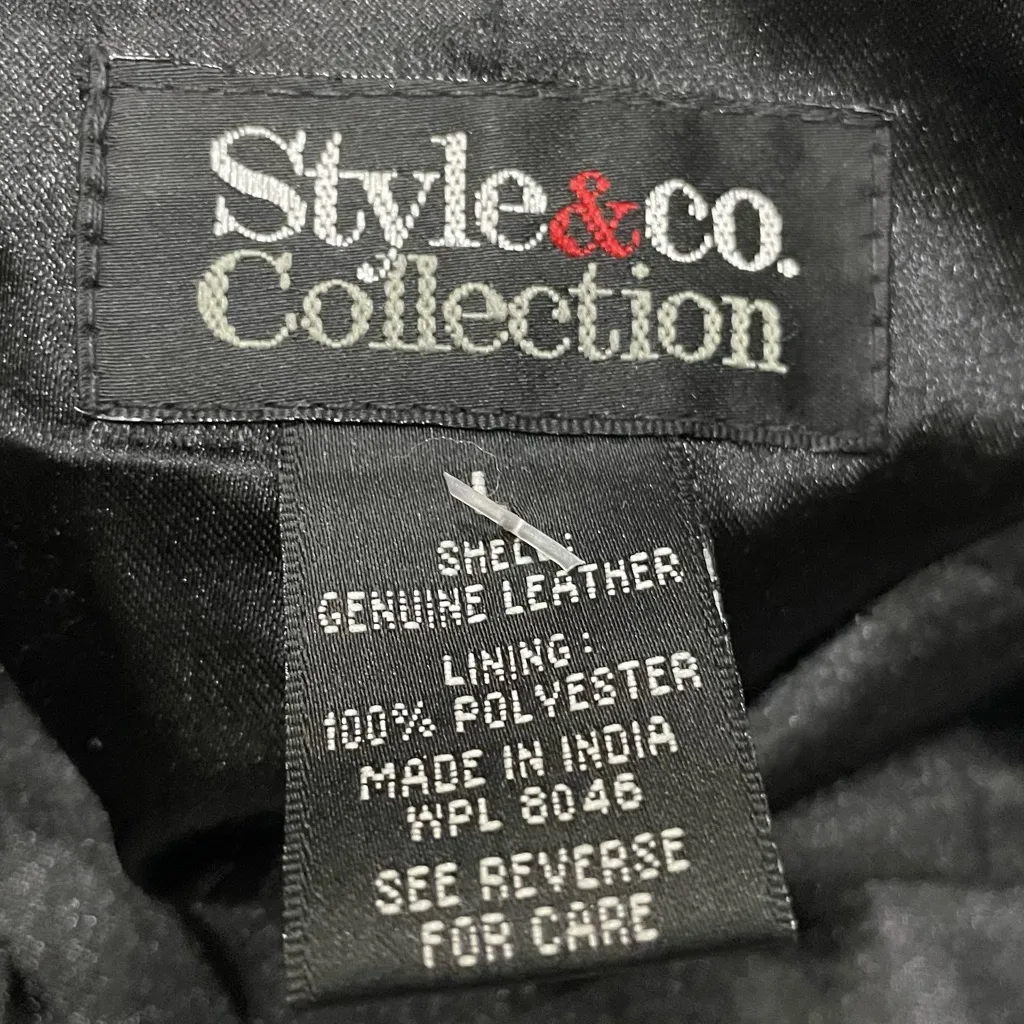 Style&co.
Collection
L
SHELL:
GENUINE LEATHER
LINING:
100% POLYESTER
MADE IN INDIA
WPL 8046
SEE REVERSE
FOR CARE